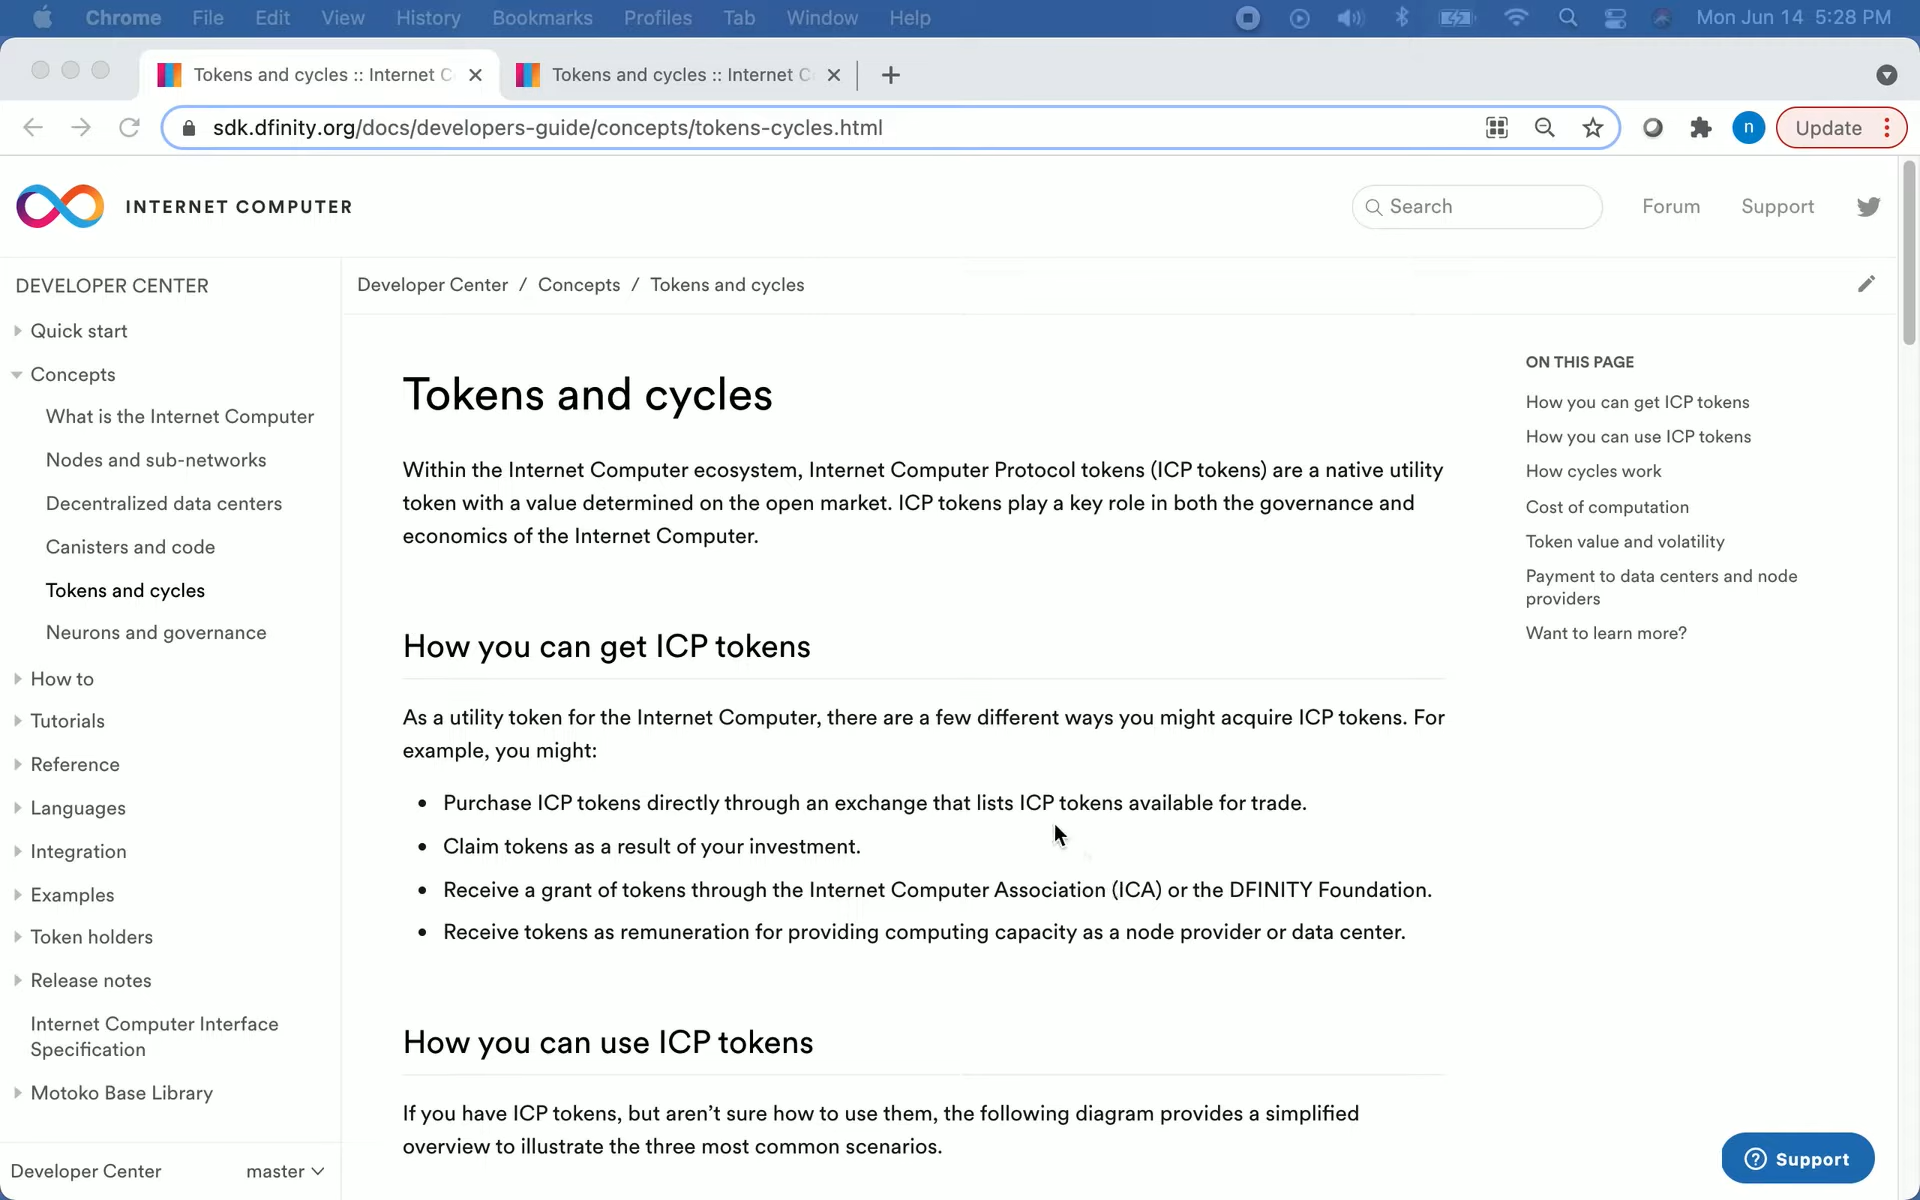 Chrome File Edit View History Bookmarks Profiles Tab Window Help Mon Jun 14 5:28 PM
Tokens and cycles :: Internet C Tokens and cycles :: Internet C
sdk.dfinity.org/docs/developers-guide/concepts/tokens-cycles.html n Update
INTERNET COMPUTER Search Forum Support
DEVELOPER CENTER
Quick start
Concepts
What is the Internet Computer
Nodes and sub-networks
Decentralized data centers
Canisters and code
Tokens and cycles
Neurons and governance
How to
Tutorials
Reference
Languages
Integration
Examples
Token holders
Release notes
Internet Computer Interface
Specification
Motoko Base Library
Developer Center master
Developer Center / Concepts / Tokens and cycles
Tokens and cycles
Within the Internet Computer ecosystem, Internet Computer Protocol tokens (ICP tokens) are a native utility
token with a value determined on the open market. ICP tokens play a key role in both the governance and
economics of the Internet Computer.
How you can get ICP tokens
As a utility token for the Internet Computer, there are a few different ways you might acquire ICP tokens. For
example, you might:
• Purchase ICP tokens directly through an exchange that lists ICP tokens available for trade.
• Claim tokens as a result of your investment.
• Receive a grant of tokens through the Internet Computer Association (ICA) or the DFINITY Foundation.
• Receive tokens as remuneration for providing computing capacity as a node provider or data center.
How you can use ICP tokens
If you have ICP tokens, but aren't sure how to use them, the following diagram provides a simplified
overview to illustrate the three most common scenarios.
ON THIS PAGE
How you can get ICP tokens
How you can use ICP tokens
How cycles work
Cost of computation
Token value and volatility
Payment to data centers and node
providers
Want to learn more?
Support